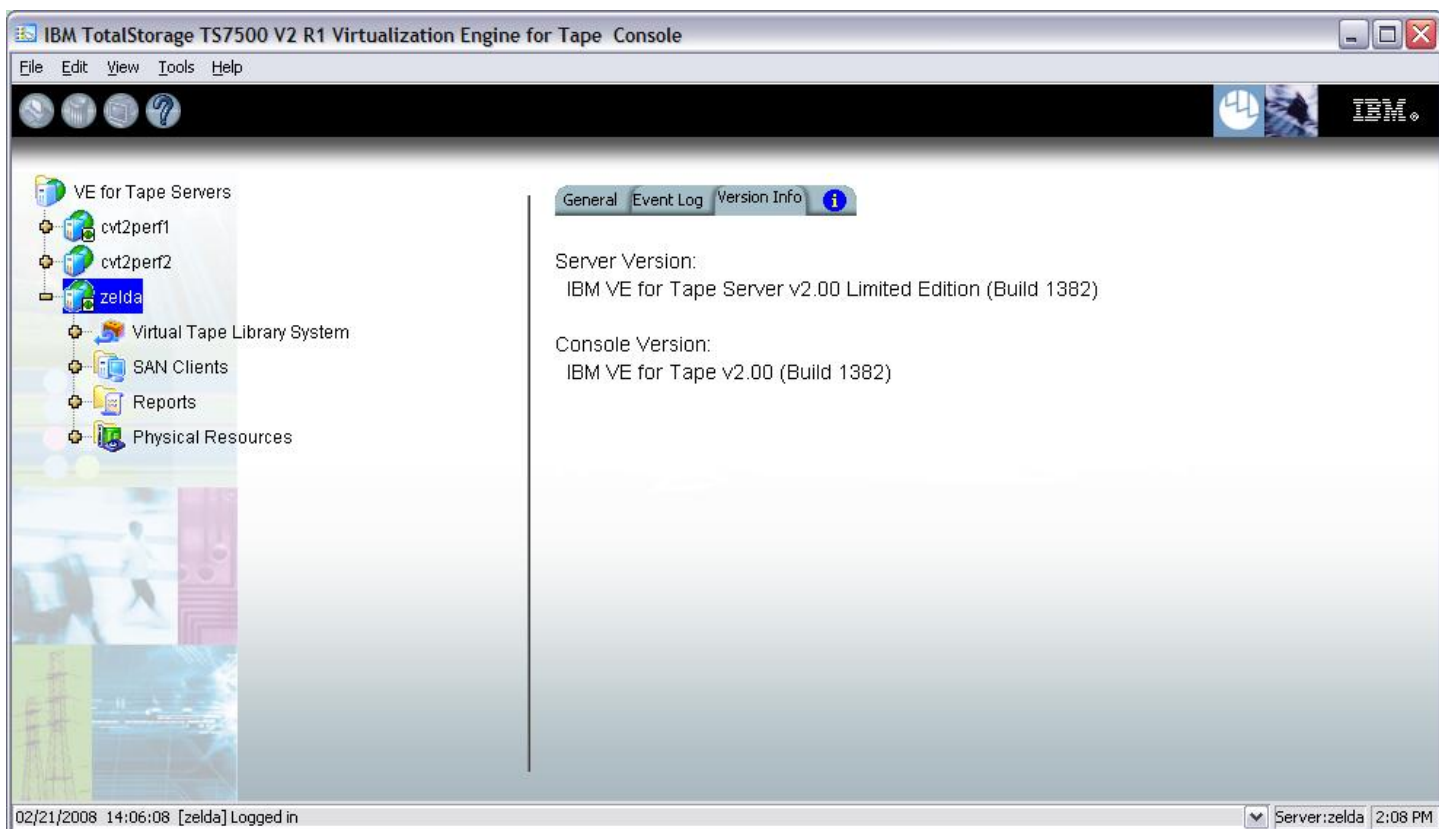 IBM TotalStorage TS7500 V2 R1 Virtualization Engine for Tape Console
File Edit View Tools Help
IBM
VE for Tape Servers
cvt2perf1
cvt2perf2
zelda
Virtual Tape Library System
SAN Clients
Reports
Physical Resources
General Event Log Version Info
Server Version:
IBM VE for Tape Server v2.00 Limited Edition (Build 1382)
Console Version:
IBM VE for Tape v2.00 (Build 1382)
02/21/2008 14:06:08 [zelda] Logged in
Server:zelda 2:08 PM